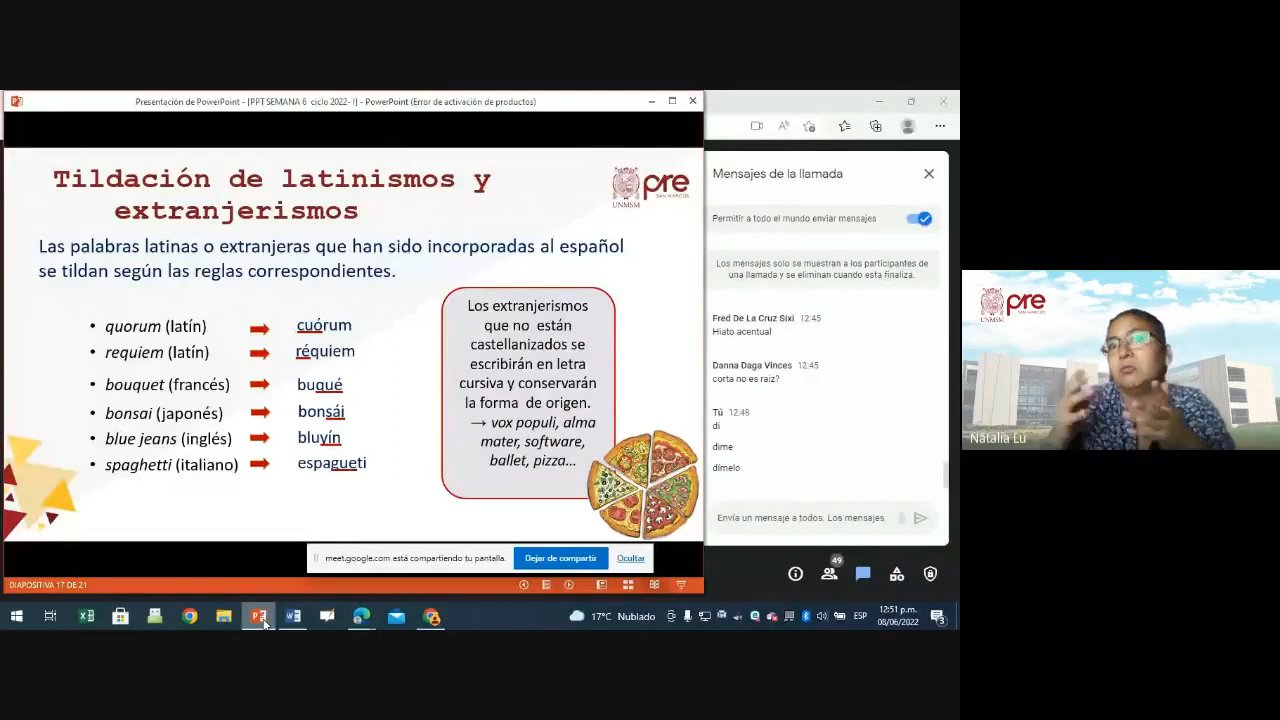 Presentación de PowerPoint - [PPT SEMANA 6 ciclo 2022- I] - PowerPoint (Error de activación de productos)
Tildación de latinismos y
extranjerismos
pre
SAN MARCOS
UNMSM
Las palabras latinas o extranjeras que han sido incorporadas al español
se tildan según las reglas correspondientes.
• quorum (latín) cuórum
• requiem (latín) réquiem
• bouquet (francés) buqué
• bonsai (japonés) bonsái
• blue jeans (inglés) bluyín
• spaghetti (italiano) espagueti
Los extranjerismos
que no están
castellanizados se
escribirán en letra
cursiva y conservarán
la forma de origen.
→ vox populi, alma
mater, software,
ballet, pizza...
meet.google.com está compartiendo tu pantalla.
Dejar de compartir
Ocultar
DIAPOSITIVA 17 DE 21
Mensajes de la llamada
Permitir a todo el mundo enviar mensajes
Los mensajes solo se muestran a los participantes de
una llamada y se eliminan cuando esta finaliza.
Fred De La Cruz Sixi 12:45
Hiato acentual
Danna Daga Vinces 12:45
corta no es raiz?
Tú 12:48
di
dime
dímelo
Envía un mensaje a todos. Los mensajes
49
17°C Nublado
ESP
12:51 p.m.
08/06/2022
3
pre
SAN MARCOS
UNMSM
Natalia Lu